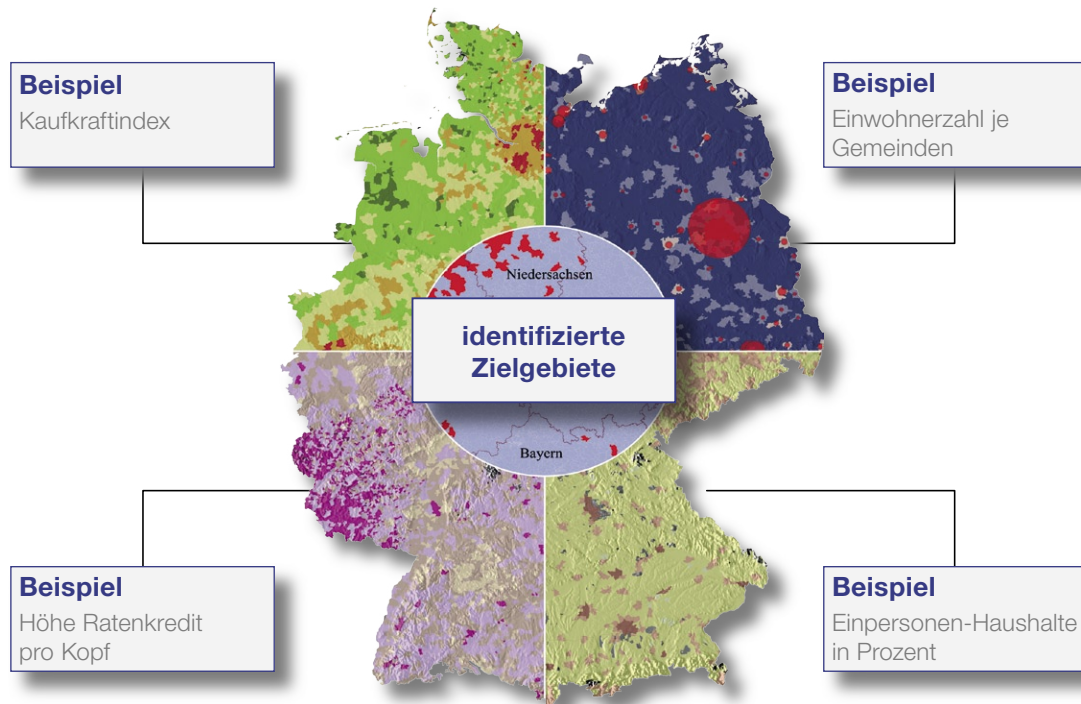 Beispiel
Kaufkraftindex
Beispiel
Einwohnerzahl je
Gemeinden
Niedersachsen
identifizierte
Zielgebiete
Bayern
Beispiel
Höhe Ratenkredit
pro Kopf
Beispiel
Einpersonen-Haushalte
in Prozent